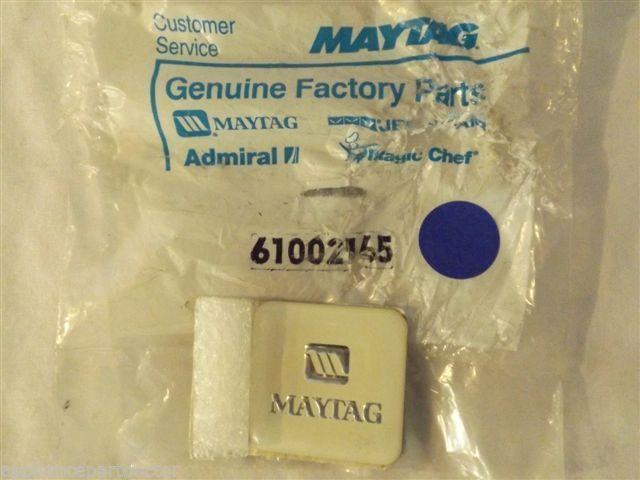 Customer
Service
MAYTAG
Genuine Factory Parts
MAYTAG
Admiral
Magic Chef
61002165
MAYTAG